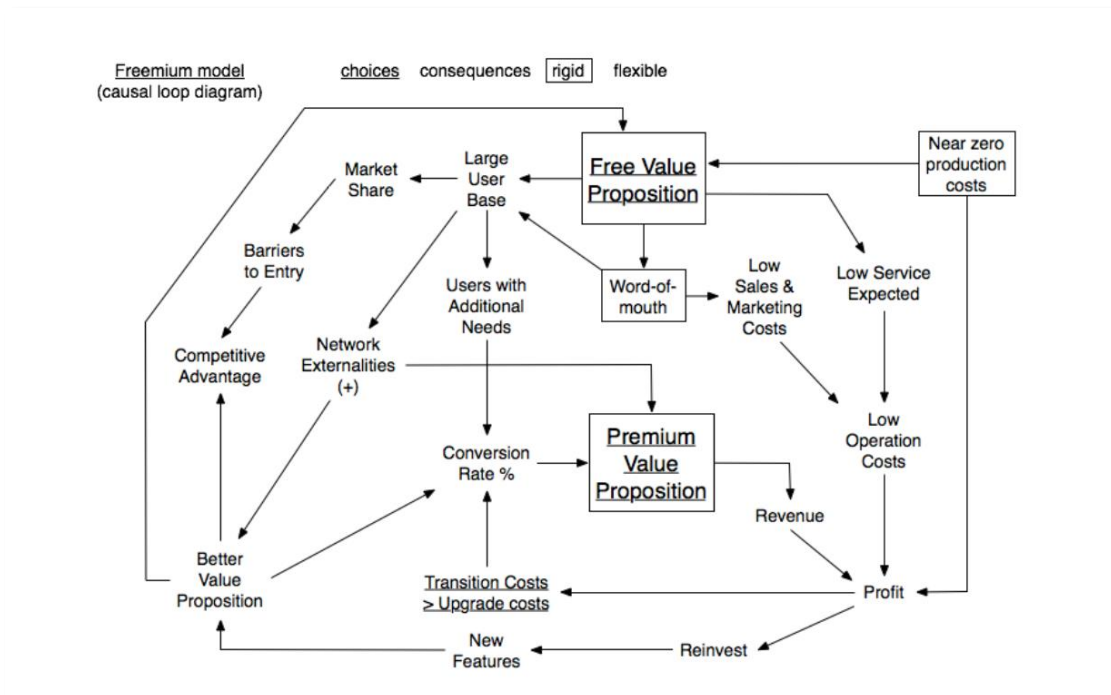 Freemium model
(causal loop diagram)
choices consequences rigid flexible
Near zero
production
costs
Free Value
Proposition
Large
User
Base
Market
Share
Barriers
to Entry
Users with
Additional
Needs
Word-of-
mouth
Low
Sales &
Marketing
Costs
Low Service
Expected
Competitive
Advantage
Network
Externalities
(+)
Low
Operation
Costs
Conversion
Rate %
Premium
Value
Proposition
Revenue
Better
Value
Proposition
Transition Costs
> Upgrade costs
Profit
New
Features
Reinvest